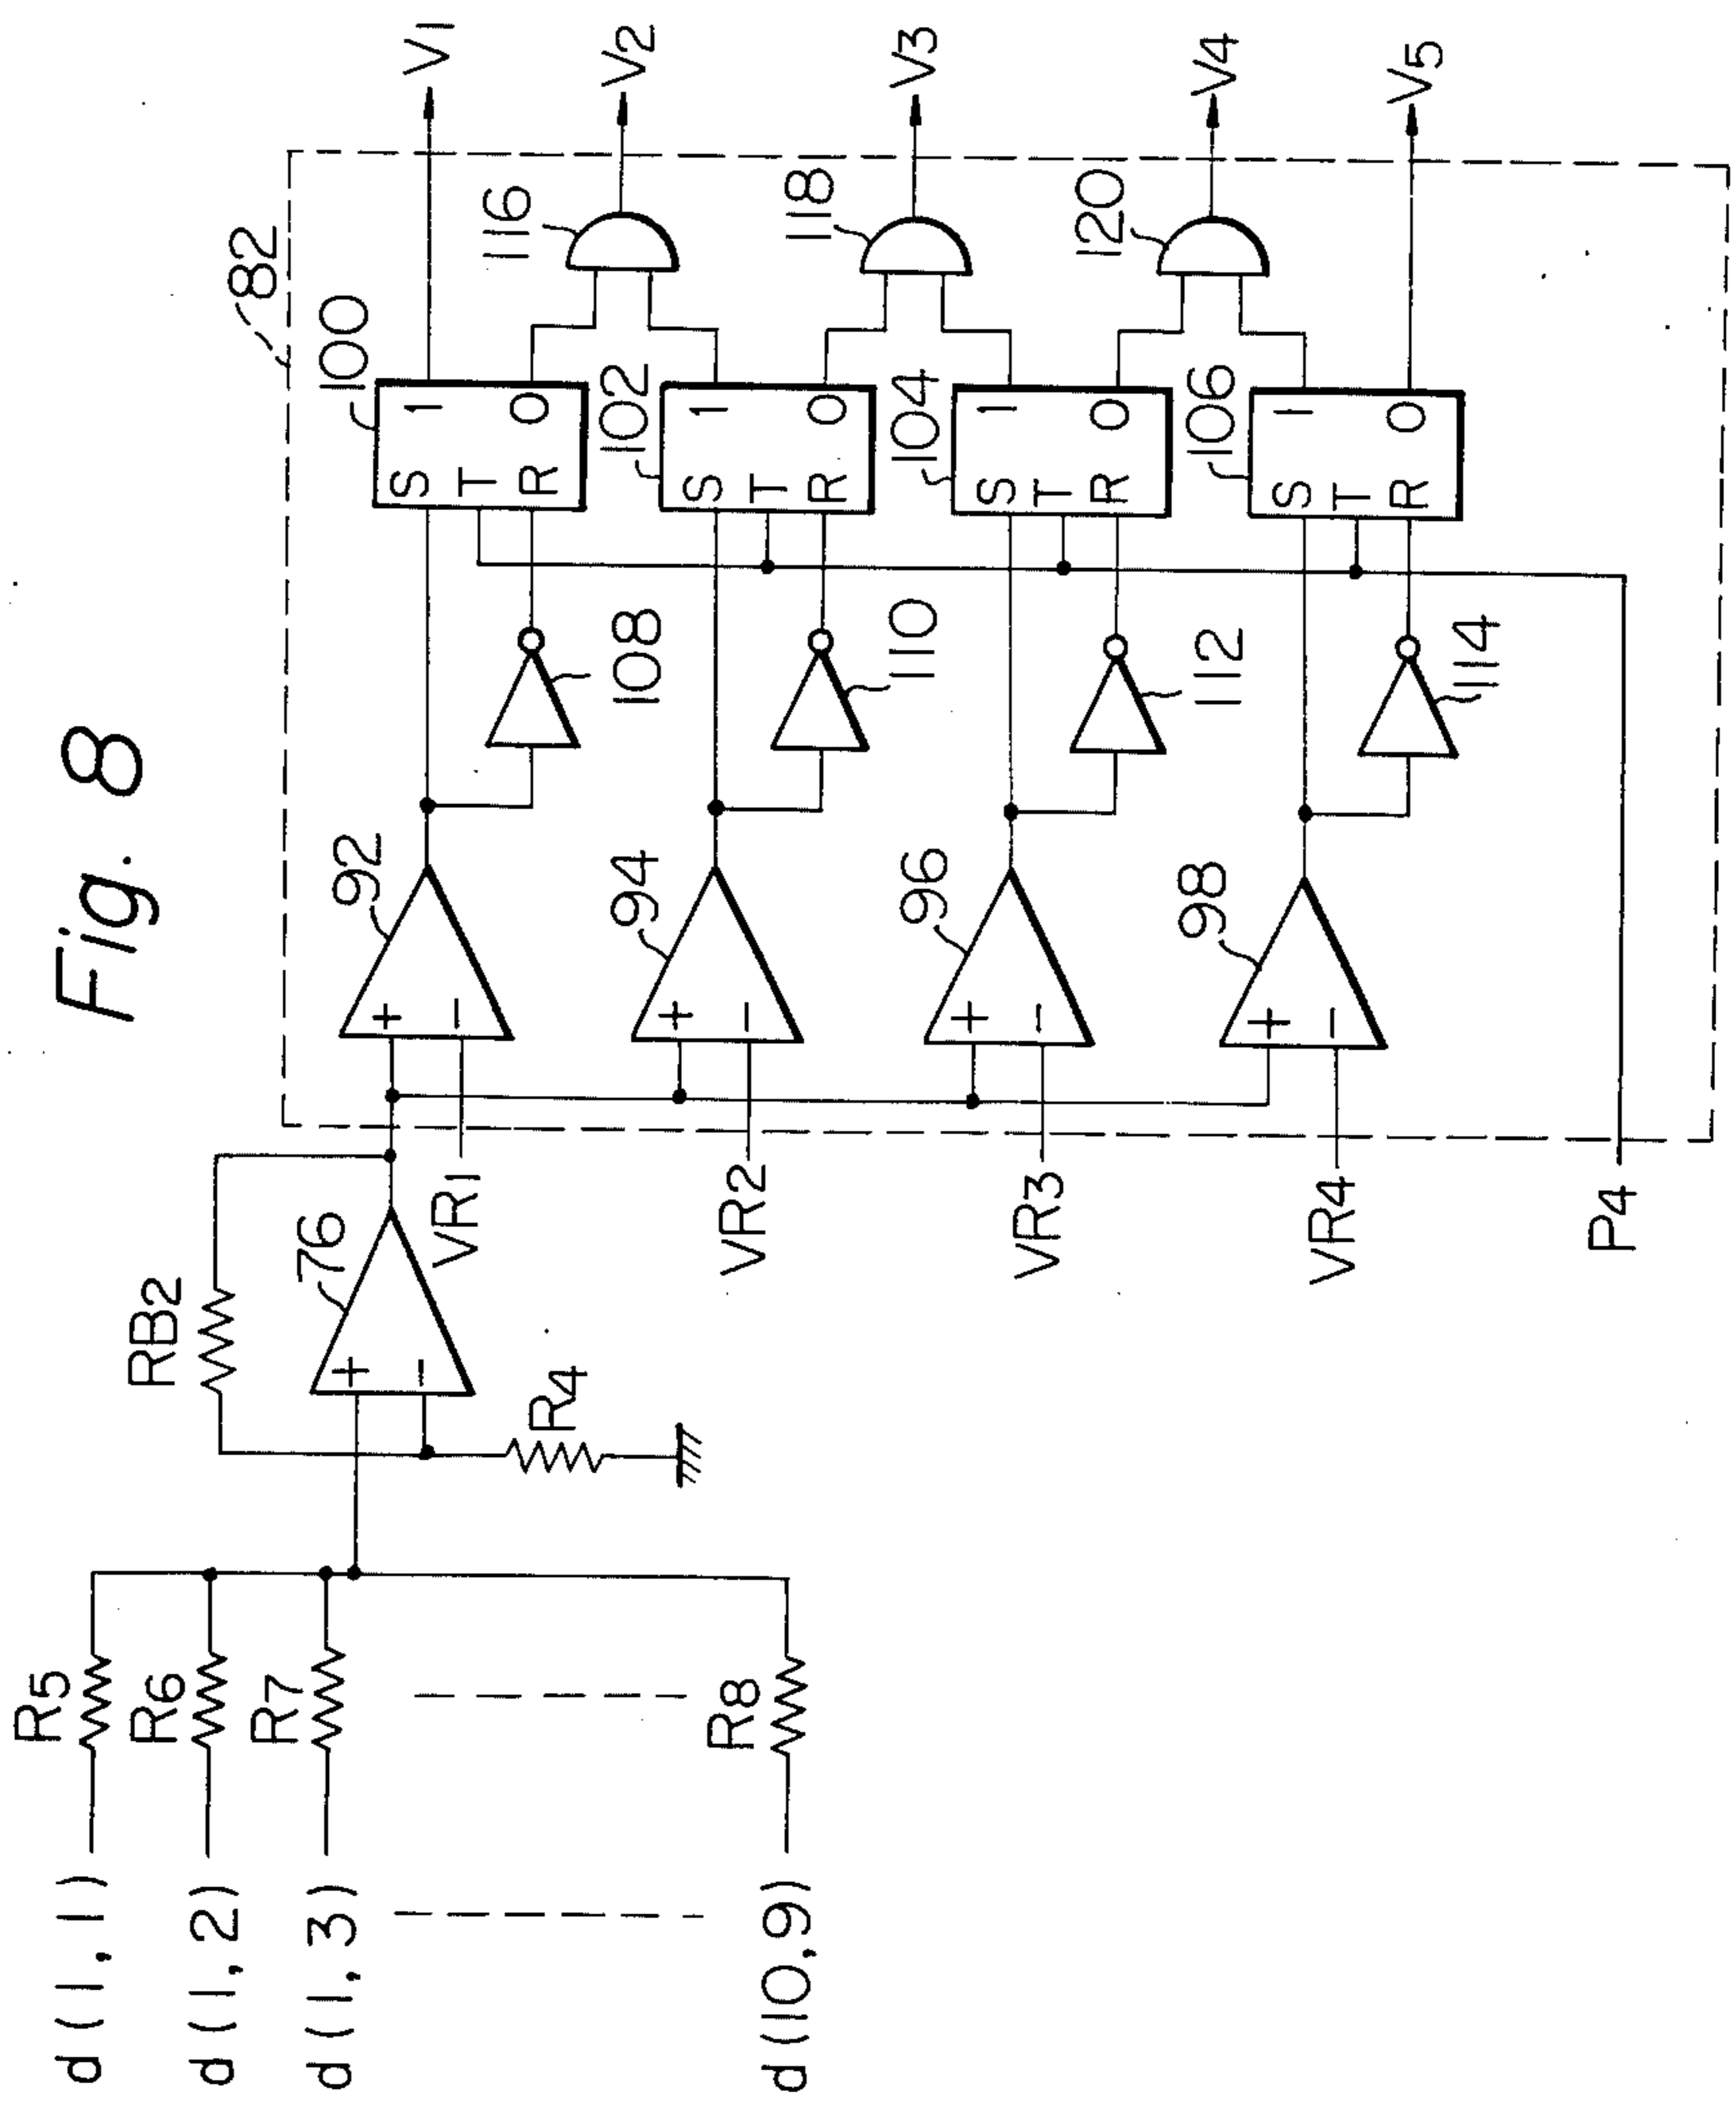 Fig. 8
82
V1
V2
V3
V4
V5
100
S 1
T
R 0
116
102
S 1
T
R 0
118
104
S 1
T
R 0
120
106
S 1
T
R 0
108
110
112
114
92
+
−
94
+
−
96
+
−
98
+
−
RB2
76
+
−
R4
VR1
VR2
VR3
VR4
P4
R5
R6
R7
R8
d (1, 1)
d (1, 2)
d (1, 3)
d (10, 9)